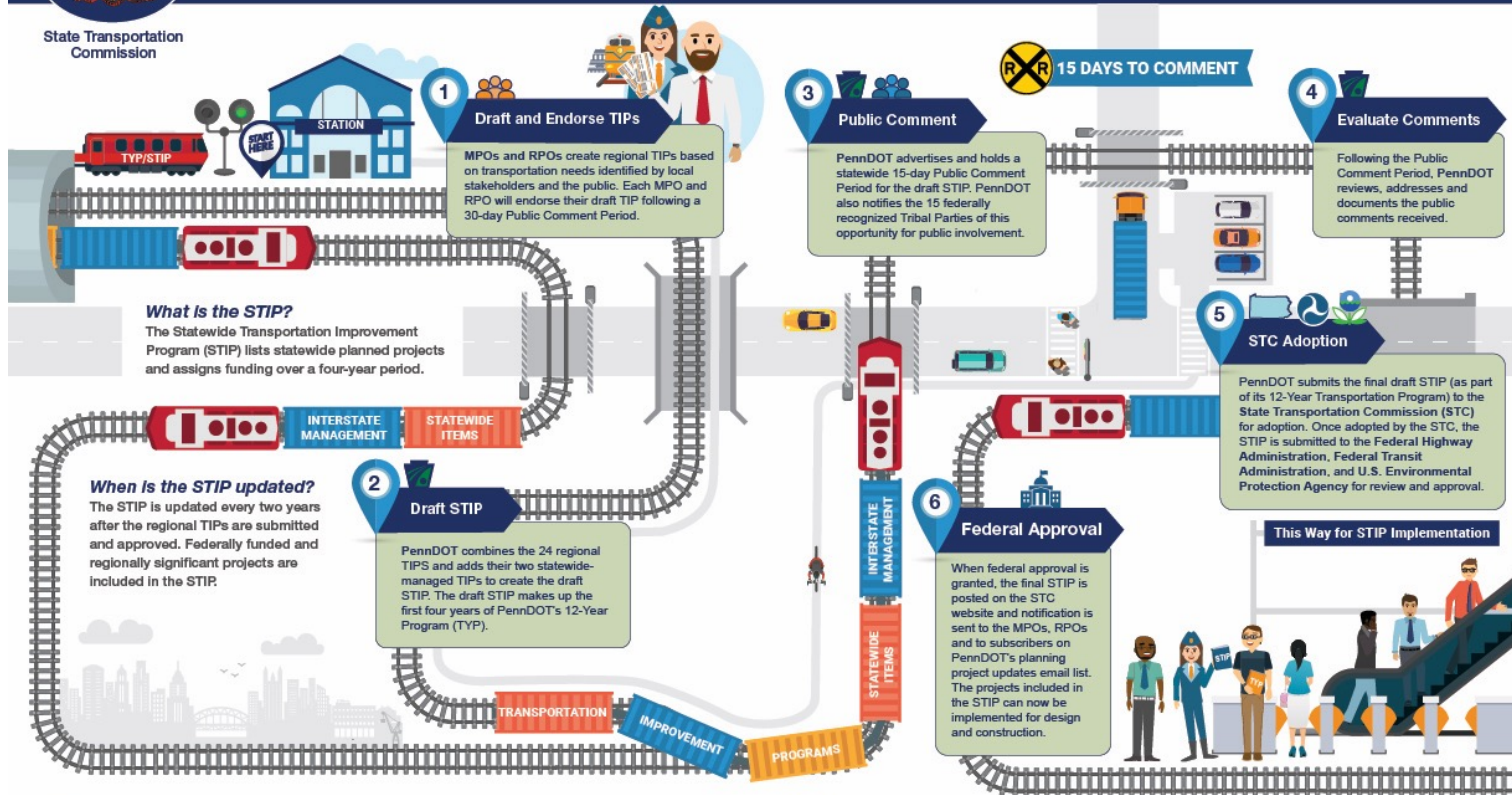 State Transportation
Commission
TYP/STIP
START
HERE
STATION
1
Draft and Endorse TIPs
MPOs and RPOs create regional TIPs based
on transportation needs identified by local
stakeholders and the public. Each MPO and
RPO will endorse their draft TIP following a
30-day Public Comment Period.
3
Public Comment
PennDOT advertises and holds a
statewide 15-day Public Comment
Period for the draft STIP. PennDOT
also notifies the 15 federally
recognized Tribal Parties of this
opportunity for public involvement.
R R
15 DAYS TO COMMENT
4
Evaluate Comments
Following the Public
Comment Period, PennDOT
reviews, addresses and
documents the public
comments received.
What is the STIP?
The Statewide Transportation Improvement
Program (STIP) lists statewide planned projects
and assigns funding over a four-year period.
INTERSTATE
MANAGEMENT
STATEWIDE
ITEMS
When is the STIP updated?
The STIP is updated every two years
after the regional TIPs are submitted
and approved. Federally funded and
regionally significant projects are
included in the STIP.
2
Draft STIP
PennDOT combines the 24 regional
TIPS and adds their two statewide-
managed TIPs to create the draft
STIP. The draft STIP makes up the
first four years of PennDOT's 12-Year
Program (TYP).
TRANSPORTATION
IMPROVEMENT
PROGRAMS
STATEWIDE
ITEMS
INTERSTATE
MANAGEMENT
5
STC Adoption
PennDOT submits the final draft STIP (as part
of its 12-Year Transportation Program) to the
State Transportation Commission (STC)
for adoption. Once adopted by the STC, the
STIP is submitted to the Federal Highway
Administration, Federal Transit
Administration, and U.S. Environmental
Protection Agency for review and approval.
6
Federal Approval
When federal approval is
granted, the final STIP is
posted on the STC
website and notification is
sent to the MPOs, RPOs
and to subscribers on
PennDOT's planning
project updates email list.
The projects included in
the STIP can now be
implemented for design
and construction.
This Way for STIP Implementation
STIP
TYP